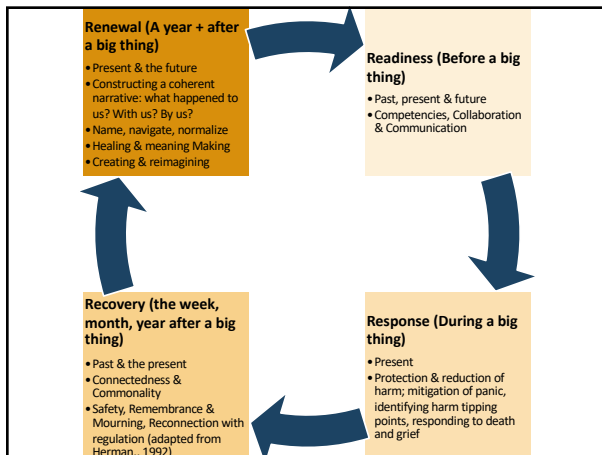 Renewal (A year + after
a big thing)
• Present & the future
• Constructing a coherent
narrative: what happened to
us? With us? By us?
• Name, navigate, normalize
• Healing & meaning Making
• Creating & reimagining
Readiness (Before a big
thing)
• Past, present & future
• Competencies, Collaboration
& Communication
Response (During a big
thing)
• Present
• Protection & reduction of
harm; mitigation of panic,
identifying harm tipping
points, responding to death
and grief
Recovery (the week,
month, year after a big
thing)
• Past & the present
• Connectedness &
Commonality
• Safety, Remembrance &
Mourning, Reconnection with
regulation (adapted from
Herman,, 1992)